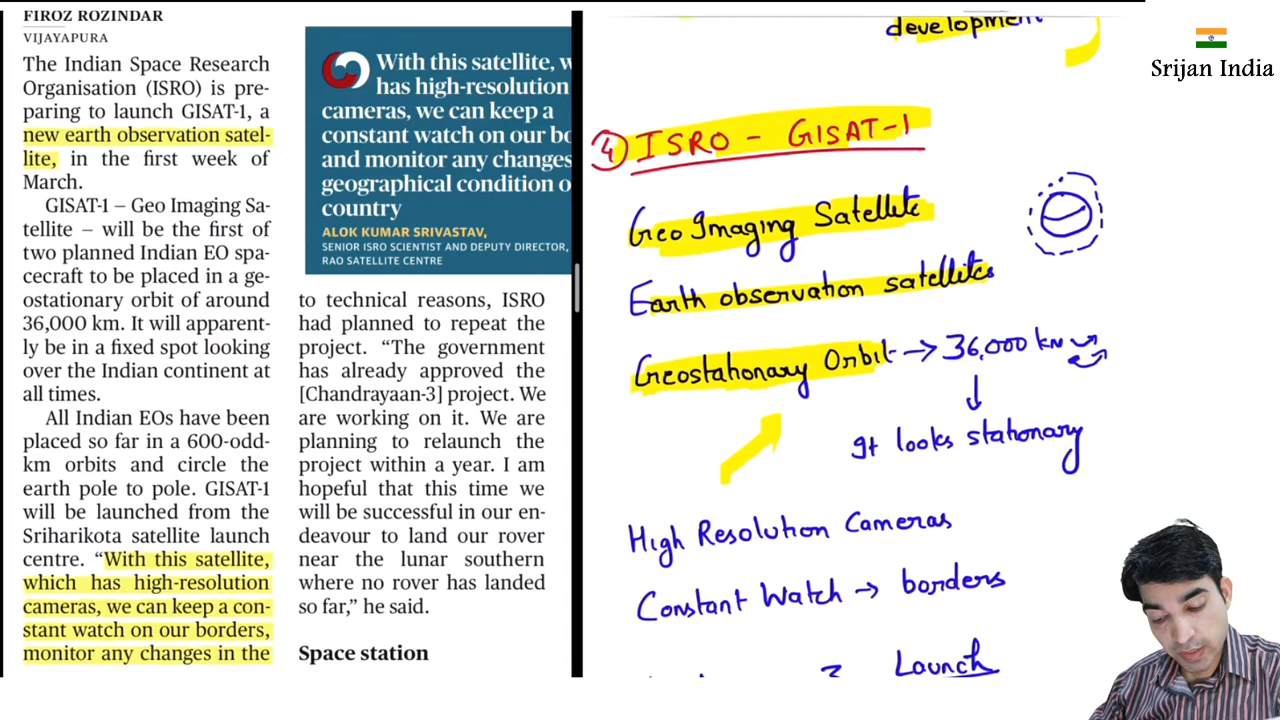 FIROZ ROZINDAR
VIJAYAPURA
The Indian Space Research
Organisation (ISRO) is pre-
paring to launch GISAT-1, a
new earth observation satel-
lite, in the first week of
March.
GISAT-1 – Geo Imaging Sa-
tellite – will be the first of
two planned Indian EO spa-
cecraft to be placed in a ge-
ostationary orbit of around
36,000 km. It will apparent-
ly be in a fixed spot looking
over the Indian continent at
all times.
All Indian EOs have been
placed so far in a 600-odd-
km orbits and circle the
earth pole to pole. GISAT-1
will be launched from the
Sriharikota satellite launch
centre. “With this satellite,
which has high-resolution
cameras, we can keep a con-
stant watch on our borders,
monitor any changes in the
With this satellite, w
has high-resolution
cameras, we can keep a
constant watch on our bo
and monitor any changes
geographical condition o
country
ALOK KUMAR SRIVASTAV,
SENIOR ISRO SCIENTIST AND DEPUTY DIRECTOR,
RAO SATELLITE CENTRE
to technical reasons, ISRO
had planned to repeat the
project. “The government
has already approved the
[Chandrayaan-3] project. We
are working on it. We are
planning to relaunch the
project within a year. I am
hopeful that this time we
will be successful in our en-
deavour to land our rover
near the lunar southern
where no rover has landed
so far,” he said.
Space station
development
4 ISRO - GISAT-1
Geo Imaging Satellite
Earth observation satellites
Geostationary Orbit → 36,000 km
It looks stationary
High Resolution Cameras
Constant Watch → borders
Launch
Srijan India